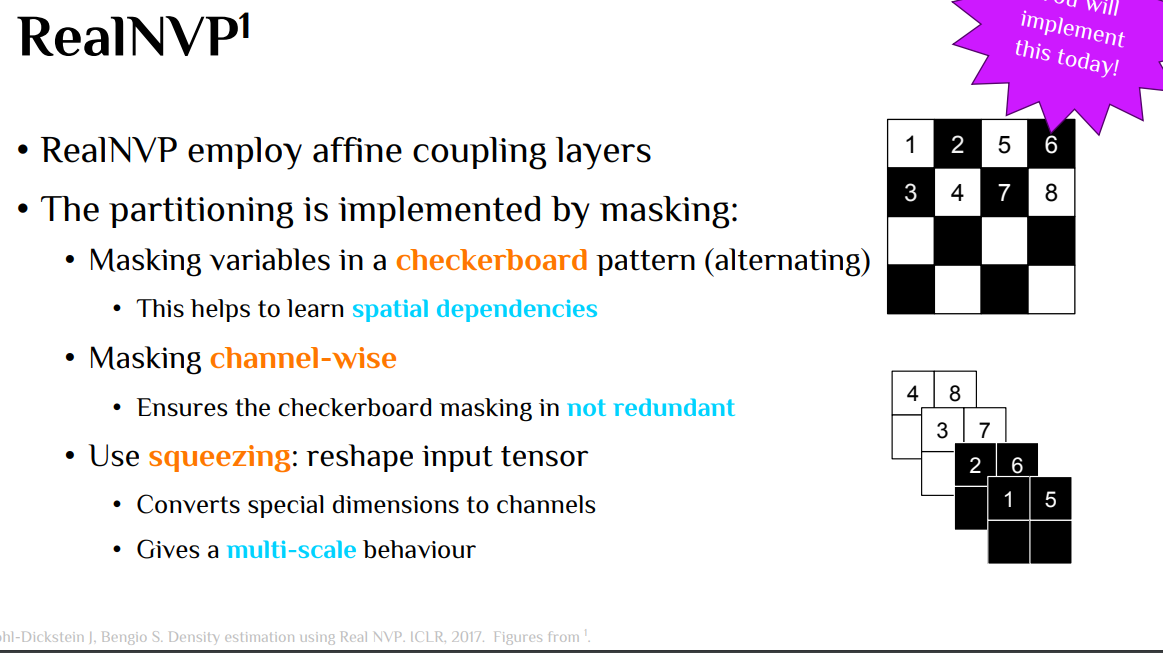 RealNVP¹
you will
implement
this today!
• RealNVP employ affine coupling layers
• The partitioning is implemented by masking:
• Masking variables in a checkerboard pattern (alternating)
• This helps to learn spatial dependencies
• Masking channel-wise
• Ensures the checkerboard masking in not redundant
• Use squeezing: reshape input tensor
• Converts special dimensions to channels
• Gives a multi-scale behaviour
1 2 5 6
3 4 7 8
4 8
3 7
2 6
1 5
ohl-Dickstein J, Bengio S. Density estimation using Real NVP. ICLR, 2017. Figures from ¹.